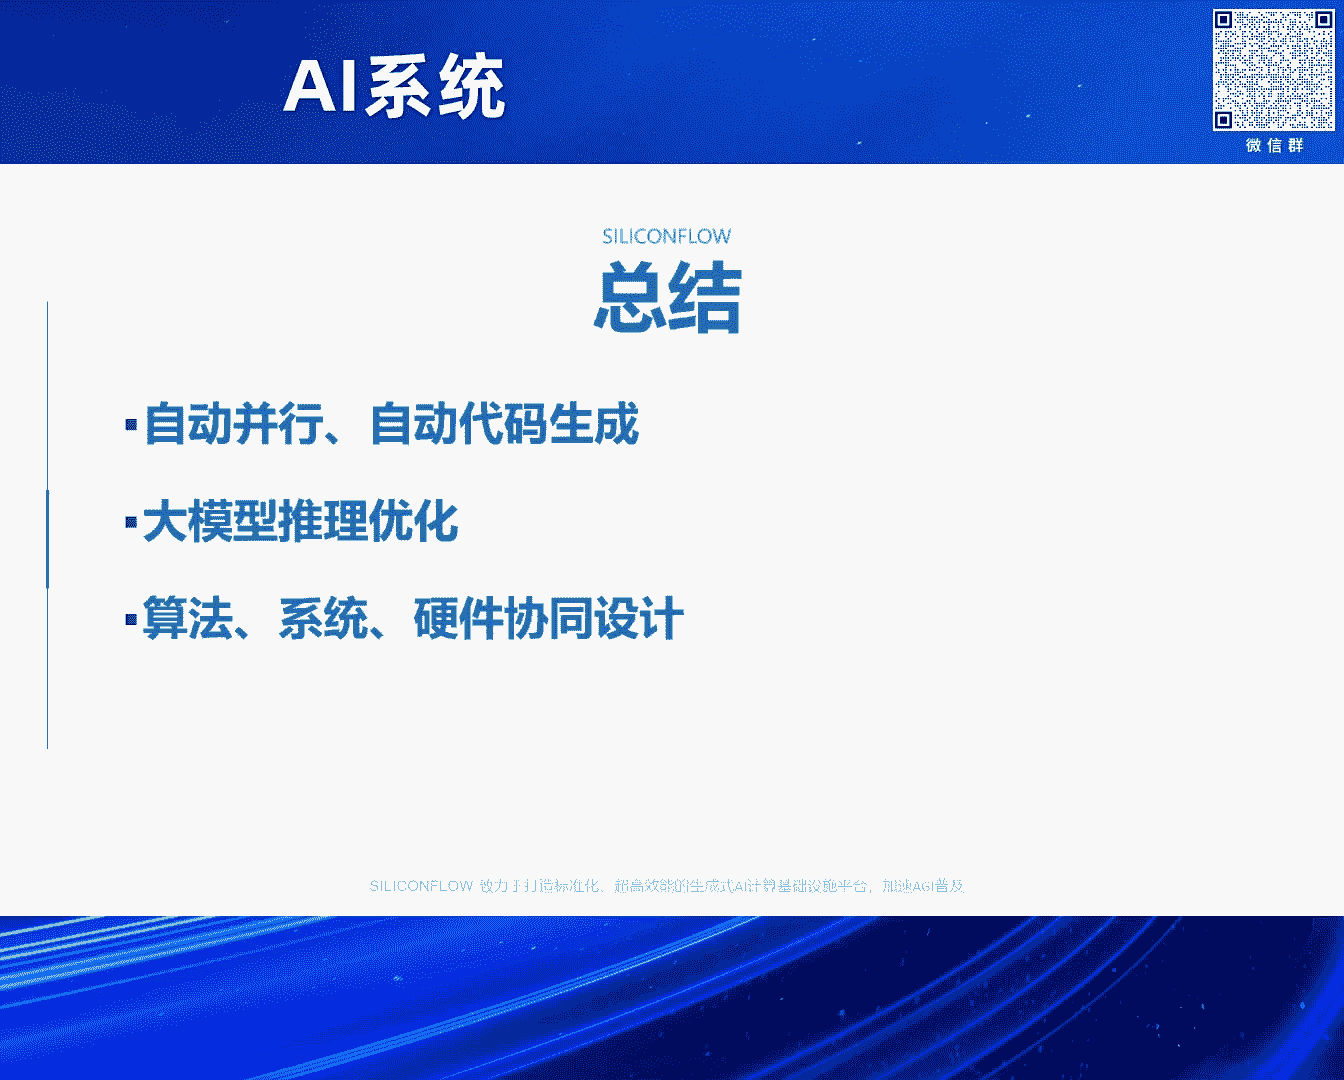 AI系统
微信群
SILICONFLOW
总结
▪自动并行、自动代码生成
▪大模型推理优化
▪算法、系统、硬件协同设计
SILICONFLOW 致力于打造标准化、超高效能的生成式AI计算基础设施平台，加速AGI普及